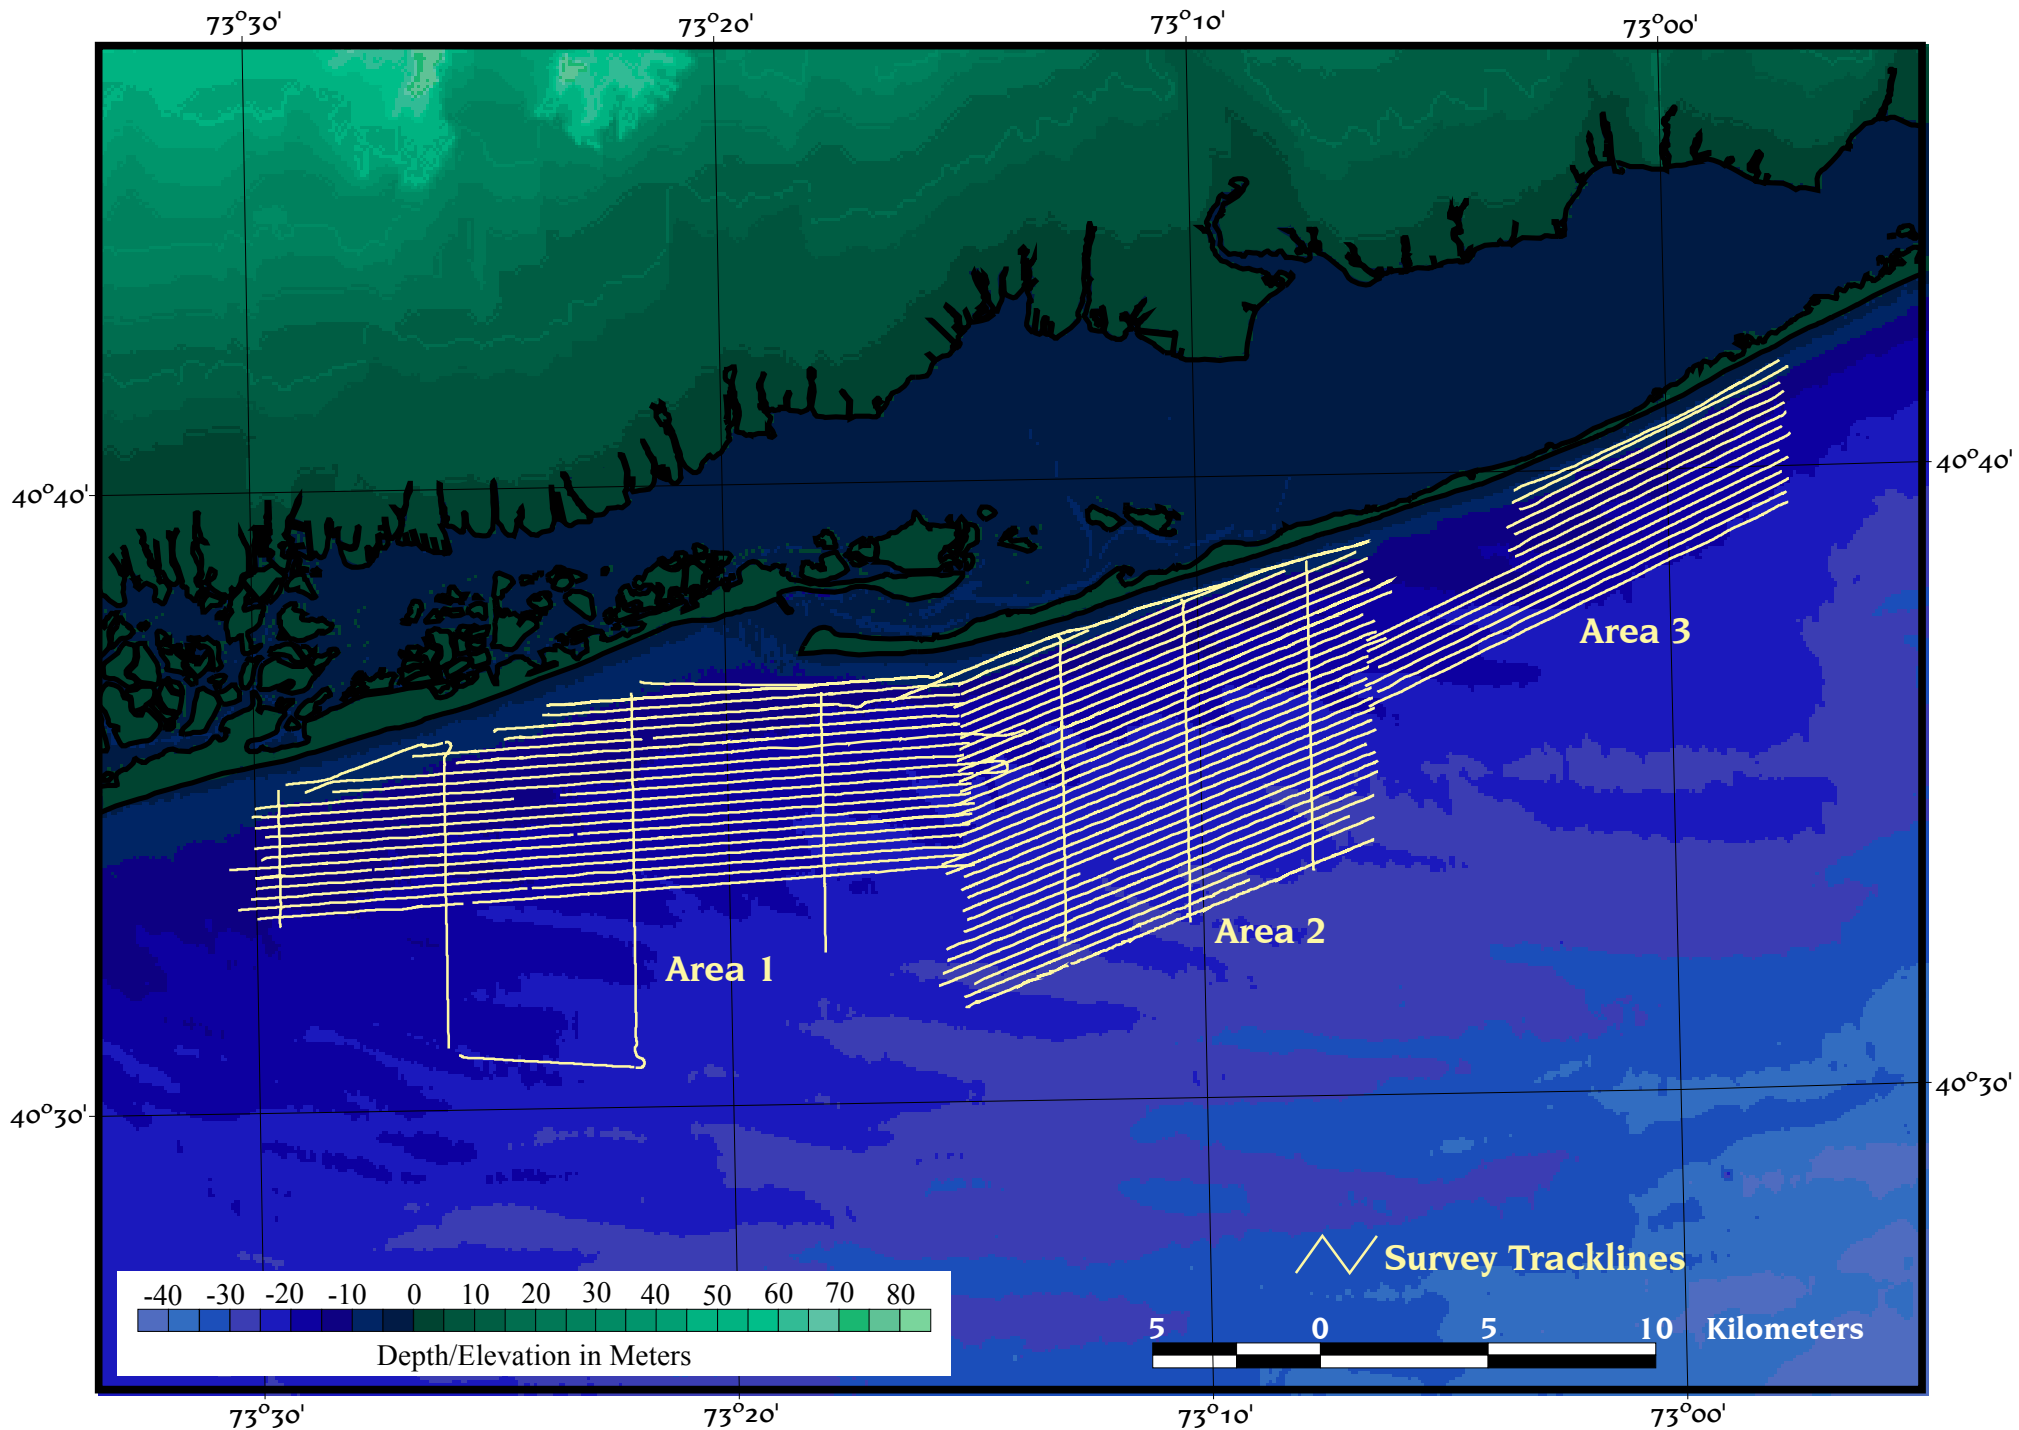 73°30' 73°20' 73°10' 73°00'
40°40' 40°40'
Area 3
Area 2
Area 1
40°30' 40°30'
Survey Tracklines
-40 -30 -20 -10 0 10 20 30 40 50 60 70 80
Depth/Elevation in Meters
5 0 5 10 Kilometers
73°30' 73°20' 73°10' 73°00'